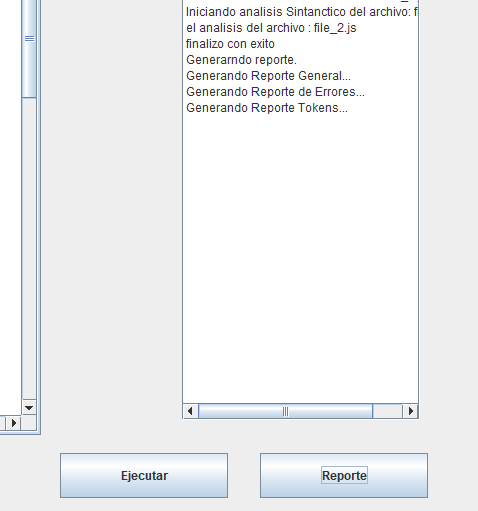 Iniciando analisis Sintanctico del archivo: f
el analisis del archivo : file_2.js
finalizo con exito
Generarndo reporte.
Generando Reporte General...
Generando Reporte de Errores...
Generando Reporte Tokens...
Ejecutar
Reporte